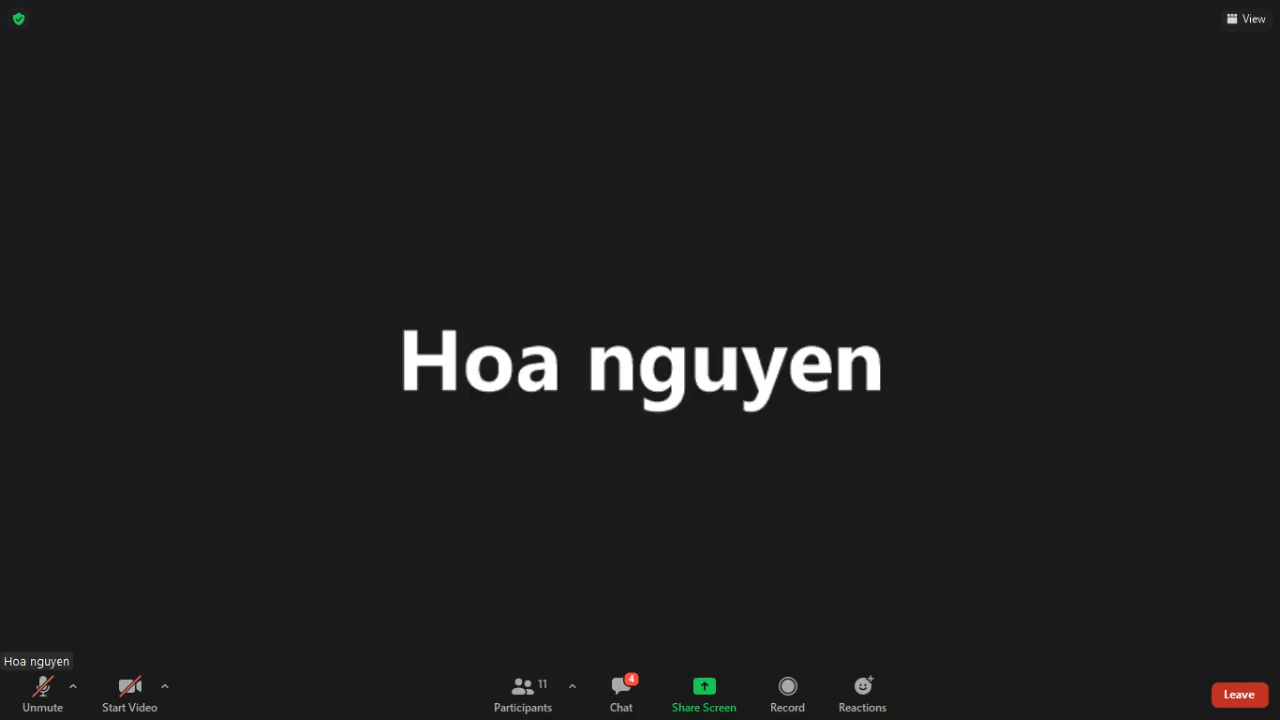 View
Hoa nguyen
Hoa nguyen
Unmute
Start Video
Participants 11
Chat 4
Share Screen
Record
Reactions
Leave